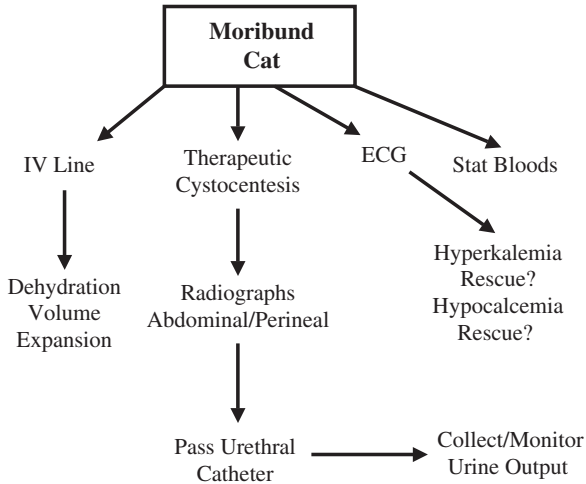 Moribund
Cat
IV Line
Therapeutic
Cystocentesis
ECG
Stat Bloods
Dehydration
Volume
Expansion
Radiographs
Abdominal/Perineal
Hyperkalemia
Rescue?
Hypocalcemia
Rescue?
Pass Urethral
Catheter
Collect/Monitor
Urine Output